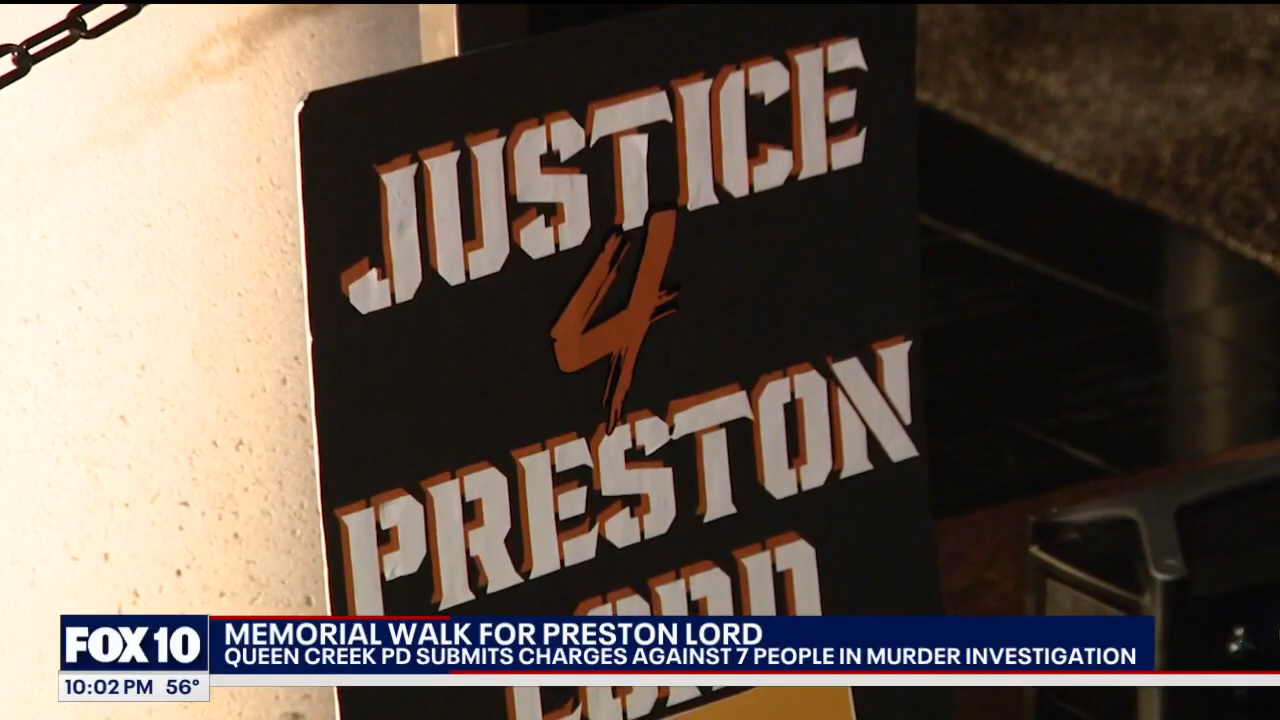 JUSTICE
4
PRESTON
LORD
FOX 10
MEMORIAL WALK FOR PRESTON LORD
QUEEN CREEK PD SUBMITS CHARGES AGAINST 7 PEOPLE IN MURDER INVESTIGATION
10:02 PM 56°